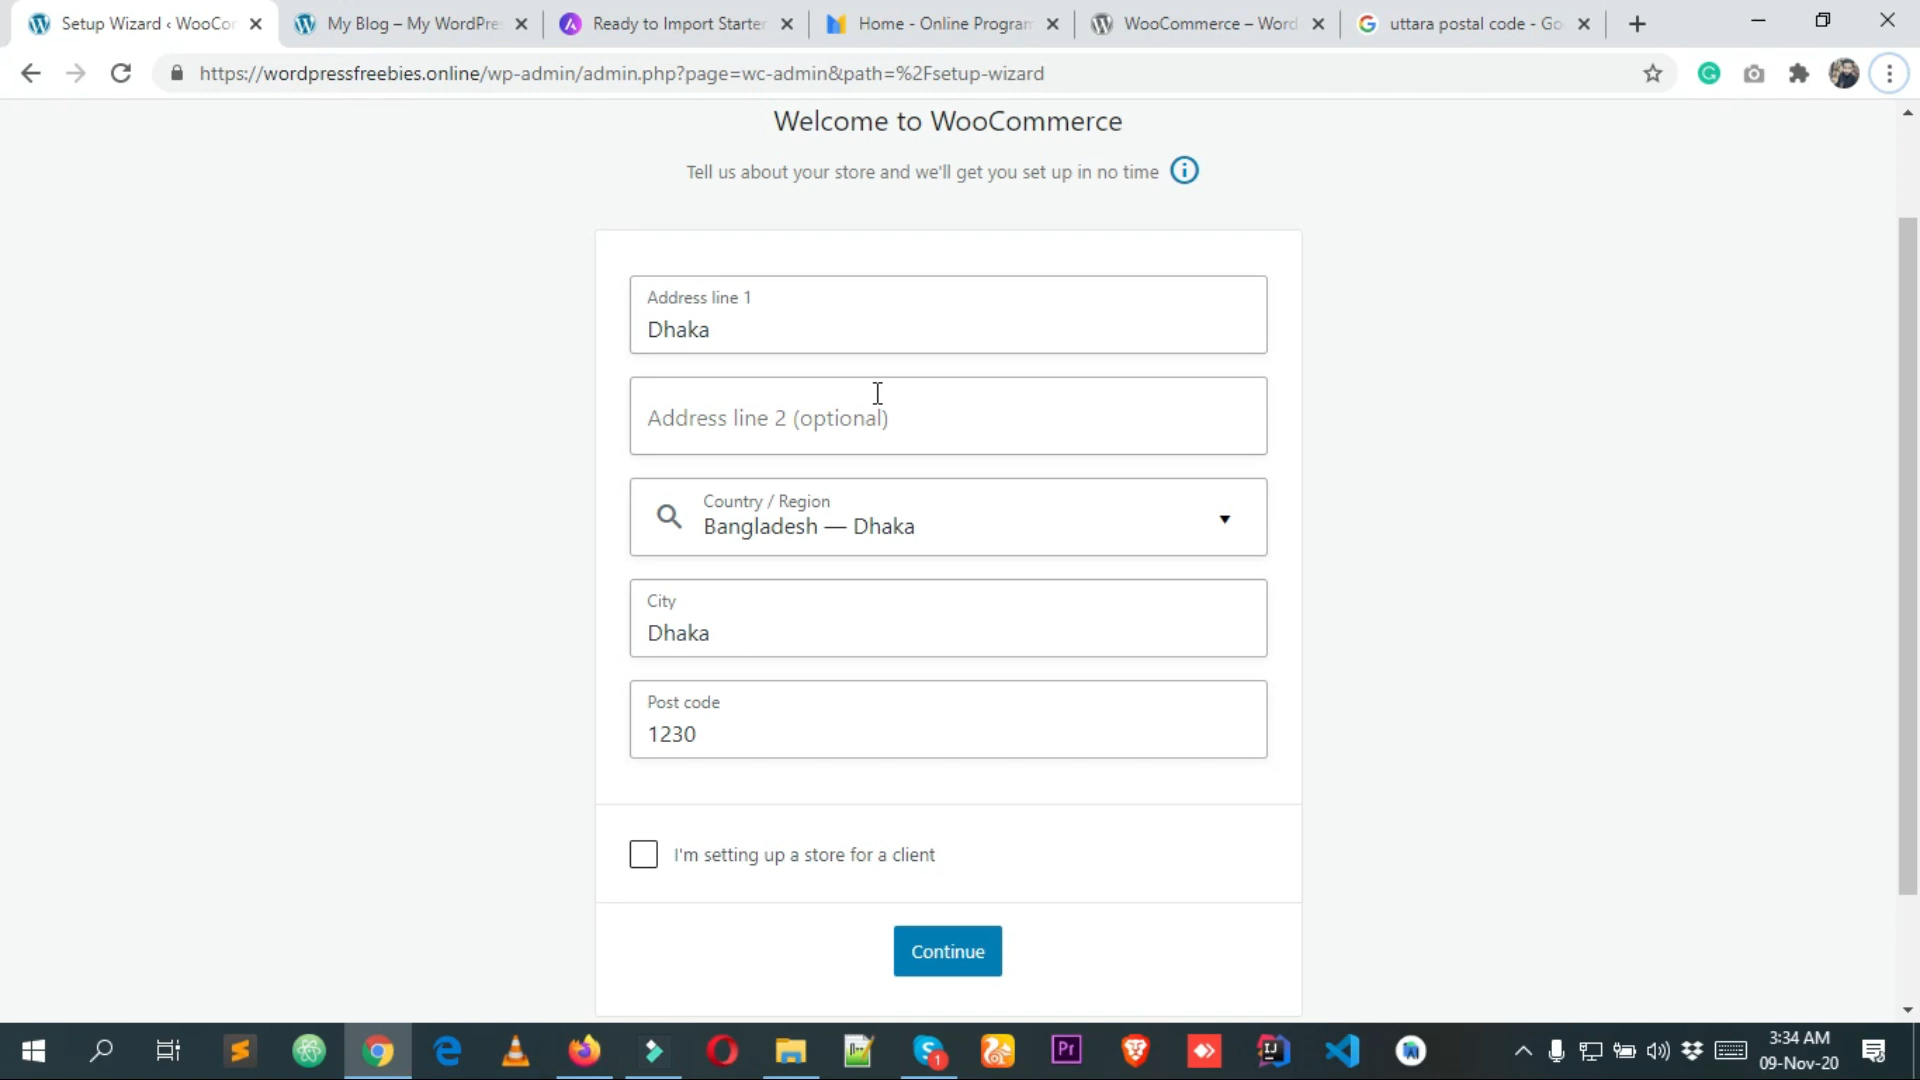 Setup Wizard ‹ WooCor
My Blog – My WordPres
Ready to Import Starter
Home - Online Program
WooCommerce – Word
uttara postal code - Go
https://wordpressfreebies.online/wp-admin/admin.php?page=wc-admin&path=%2Fsetup-wizard
Welcome to WooCommerce
Tell us about your store and we'll get you set up in no time
Address line 1
Dhaka
Address line 2 (optional)
Country / Region
Bangladesh — Dhaka
City
Dhaka
Post code
1230
I'm setting up a store for a client
Continue
3:34 AM
09-Nov-20